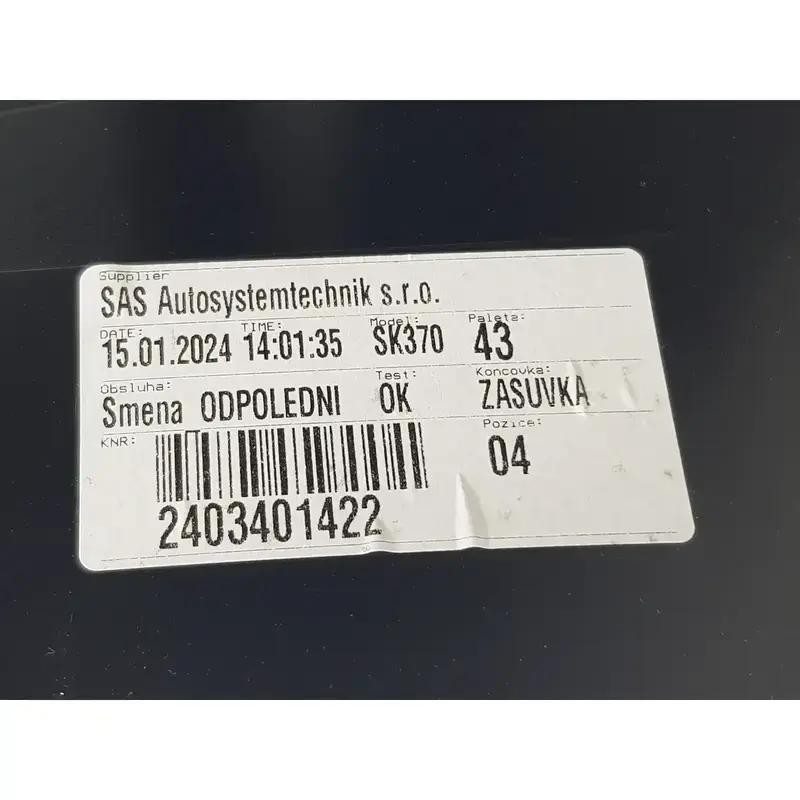 Supplier
SAS Autosystemtechnik s.r.o.
DATE: TIME: Model: Paleta:
15.01.2024 14:01:35 SK370 43
Obsluha: Test: Koncovka:
Smena ODPOLEDNI OK ZASUVKA
KNR: Pozice:
04
2403401422